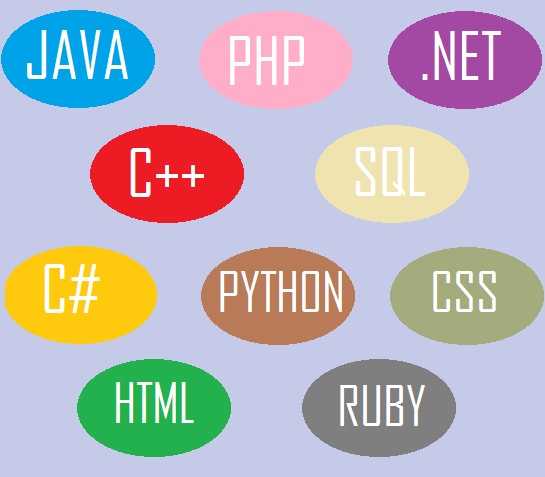 JAVA
PHP
.NET
C++
SQL
C#
PYTHON
CSS
HTML
RUBY